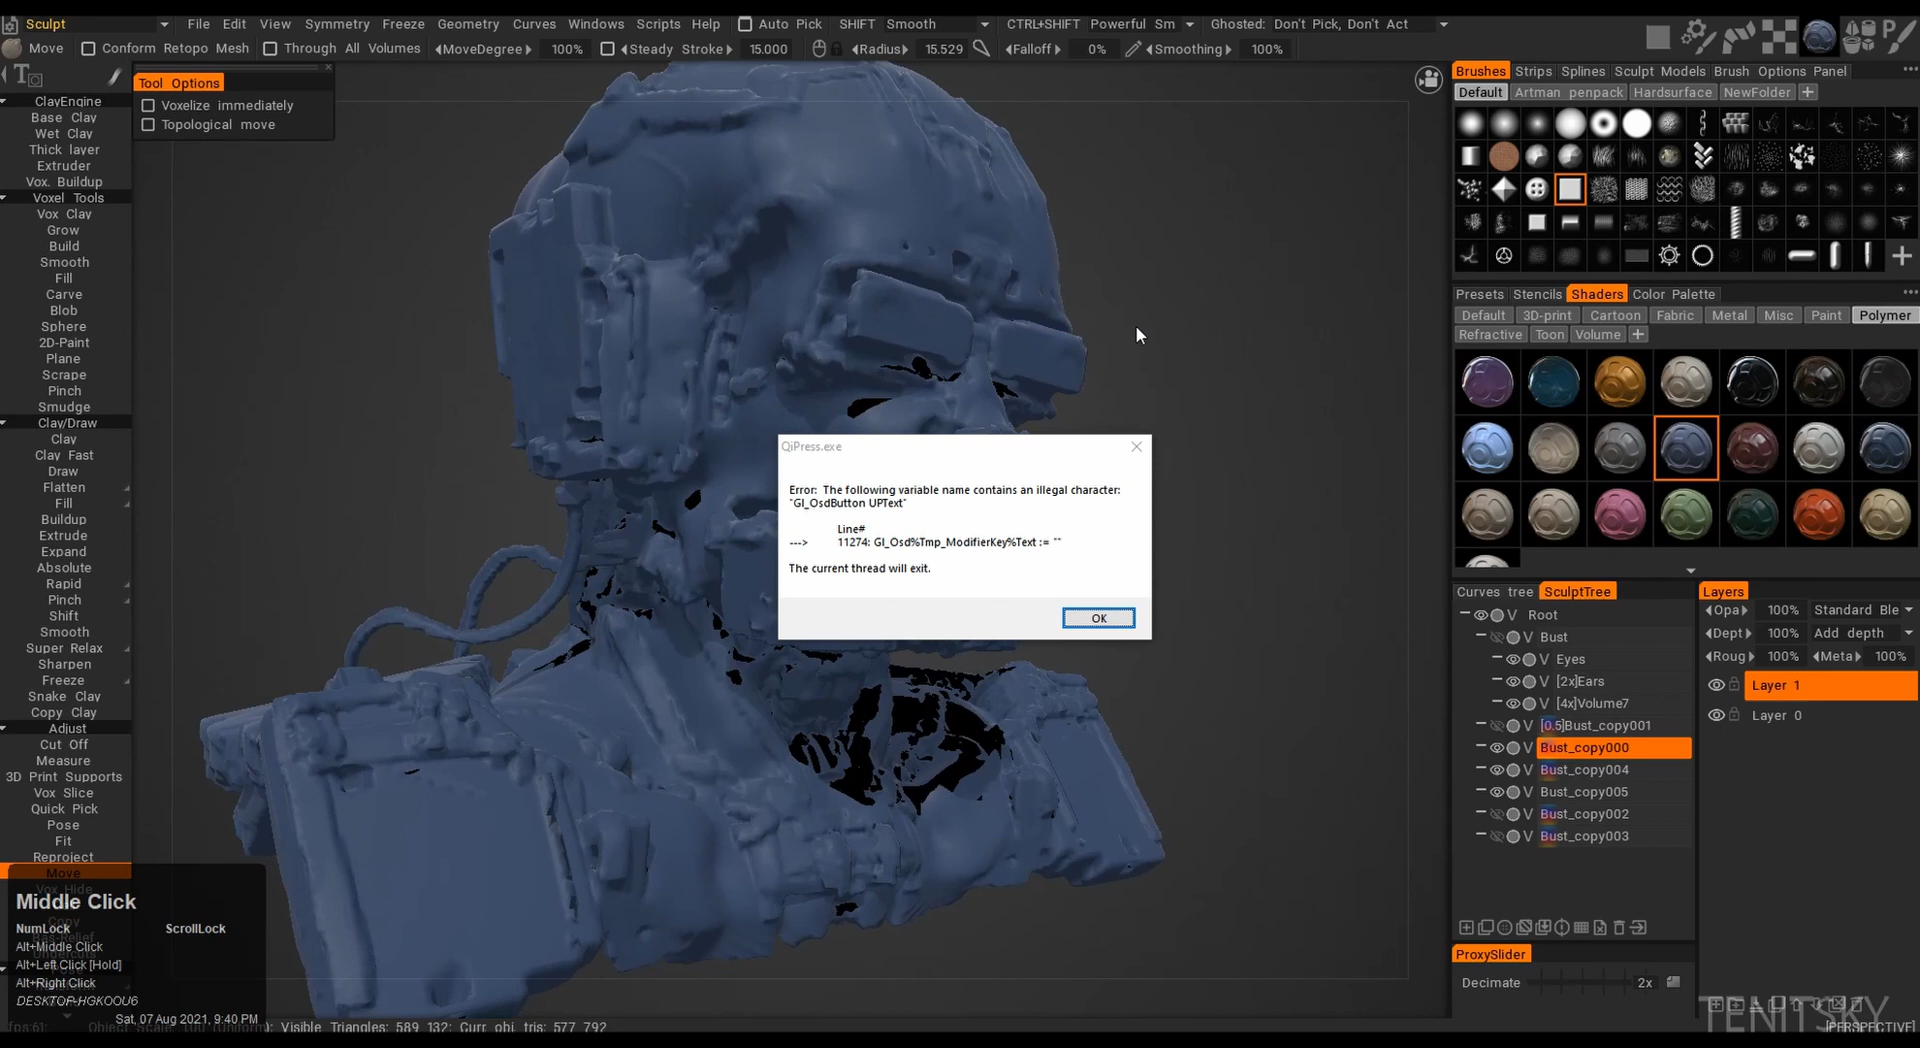 Sculpt File Edit View Symmetry Freeze Geometry Curves Windows Scripts Help Auto Pick SHIFT Smooth CTRL+SHIFT Powerful Sm Ghosted: Don't Pick, Don't Act
Move Conform Retopo Mesh Through All Volumes MoveDegree 100% Steady Stroke 15.000 Radius 15.529 Falloff 0% Smoothing 100%
Tool Options
Voxelize immediately
Topological move
ClayEngine
Base Clay
Wet Clay
Thick layer
Extruder
Vox. Buildup
Voxel Tools
Vox Clay
Grow
Build
Smooth
Fill
Carve
Blob
Sphere
2D-Paint
Plane
Scrape
Pinch
Smudge
Clay/Draw
Clay
Clay Fast
Draw
Flatten
Fill
Buildup
Extrude
Expand
Absolute
Rapid
Pinch
Shift
Smooth
Super Relax
Sharpen
Freeze
Snake Clay
Copy Clay
Adjust
Cut Off
Measure
3D Print Supports
Vox Slice
Quick Pick
Pose
Fit
Reproject
Move
Vox Hide
Copy
Bas-Relief
Undercuts
Middle Click
NumLock ScrollLock
Alt+Middle Click
Alt+Left Click [Hold]
Alt+Right Click
DESKTOP-HGKOOU6
Sat, 07 Aug 2021, 9:40 PM
fps:61; Visible Triangles: 589 132; Curr. obj. tris: 577 792
QiPress.exe
Error: The following variable name contains an illegal character:
"GI_OsdButton UPText"
Line#
---> 11274: GI_Osd%Tmp_ModifierKey%Text := ""
The current thread will exit.
OK
Brushes Strips Splines Sculpt Models Brush Options Panel
Default Artman penpack Hardsurface NewFolder
Presets Stencils Shaders Color Palette
Default 3D-print Cartoon Fabric Metal Misc Paint Polymer
Refractive Toon Volume
Curves tree SculptTree
V Root
V Bust
V Eyes
V [2x]Ears
V [4x]Volume7
V [0.5]Bust_copy001
V Bust_copy000
V Bust_copy004
V Bust_copy005
V Bust_copy002
V Bust_copy003
ProxySlider
Decimate 2x
Layers
Opa 100% Standard Ble
Dept 100% Add depth
Roug 100% Meta 100%
Layer 1
Layer 0
TENITSKY
[PERSPECTIVE]